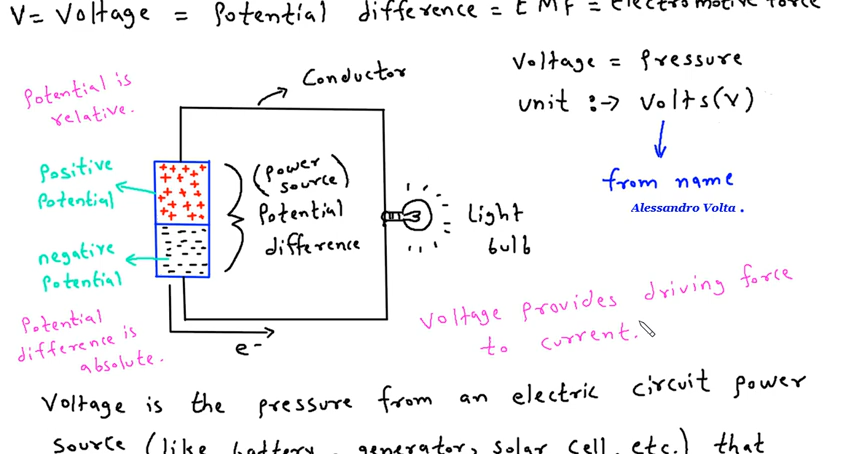 V = Voltage = Potential difference = EMF = Electromotive force
Conductor
Voltage = Pressure
unit :→ Volts(V)
from name
Alessandro Volta .
Potential is
relative.
Positive
Potential
negative
Potential
Potential
difference is
absolute.
(Power
source)
Potential
difference
Light
bulb
e-
Voltage provides driving force
to current.
Voltage is the pressure from an electric circuit power
source (like battery, generator, solar cell, etc.) that